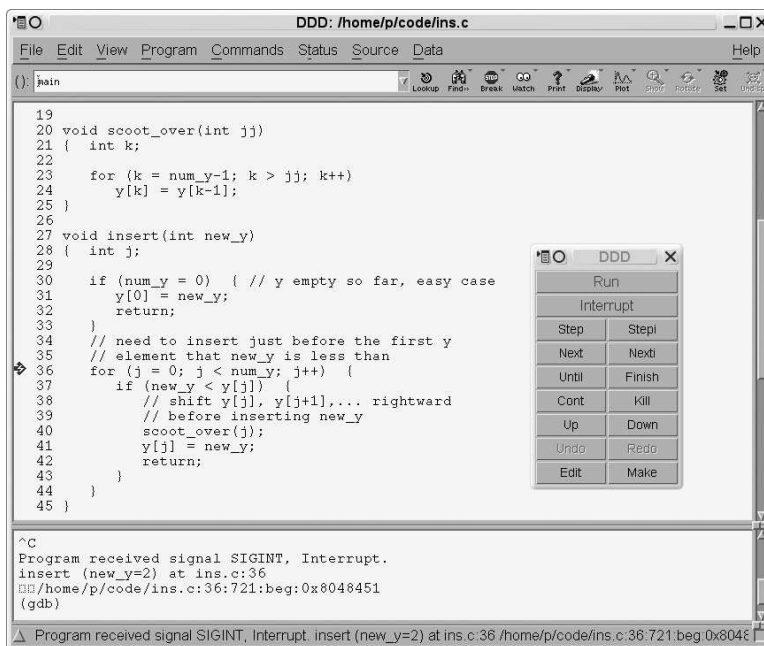 DDD: /home/p/code/ins.c
File Edit View Program Commands Status Source Data Help
(): main
Lookup Find» Break Watch Print Display Plot Show Rotate Set Undisp
19
20 void scoot_over(int jj)
21 {  int k;
22
23    for (k = num_y-1; k > jj; k++)
24       y[k] = y[k-1];
25 }
26
27 void insert(int new_y)
28 {  int j;
29
30    if (num_y = 0)  { // y empty so far, easy case
31       y[0] = new_y;
32       return;
33    }
34    // need to insert just before the first y
35    // element that new_y is less than
36    for (j = 0; j < num_y; j++)  {
37       if (new_y < y[j])  {
38          // shift y[j], y[j+1],... rightward
39          // before inserting new_y
40          scoot_over(j);
41          y[j] = new_y;
42          return;
43       }
44    }
45 }
DDD
Run
Interrupt
Step Stepi
Next Nexti
Until Finish
Cont Kill
Up Down
Undo Redo
Edit Make
^C
Program received signal SIGINT, Interrupt.
insert (new_y=2) at ins.c:36
/home/p/code/ins.c:36:721:beg:0x8048451
(gdb)
Program received signal SIGINT, Interrupt. insert (new_y=2) at ins.c:36 /home/p/code/ins.c:36:721:beg:0x8048